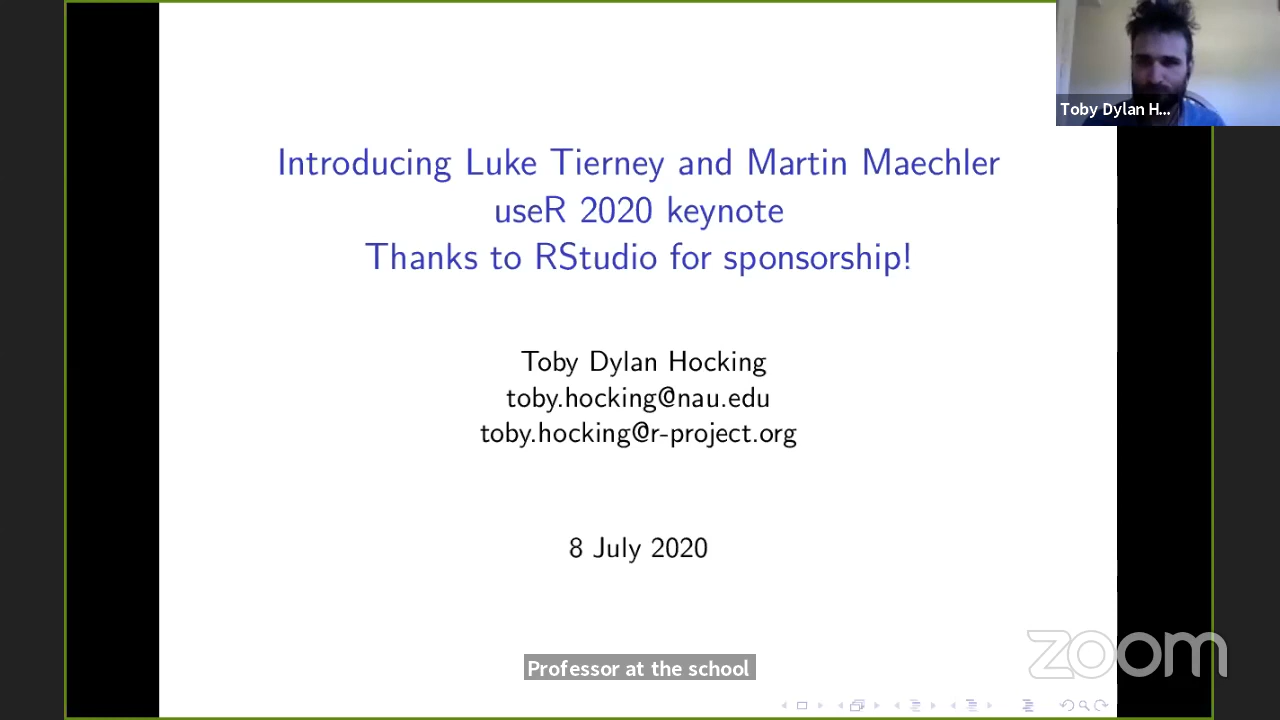 Toby Dylan H...
Introducing Luke Tierney and Martin Maechler
useR 2020 keynote
Thanks to RStudio for sponsorship!
Toby Dylan Hocking
toby.hocking@nau.edu
toby.hocking@r-project.org
8 July 2020
zoom
Professor at the school